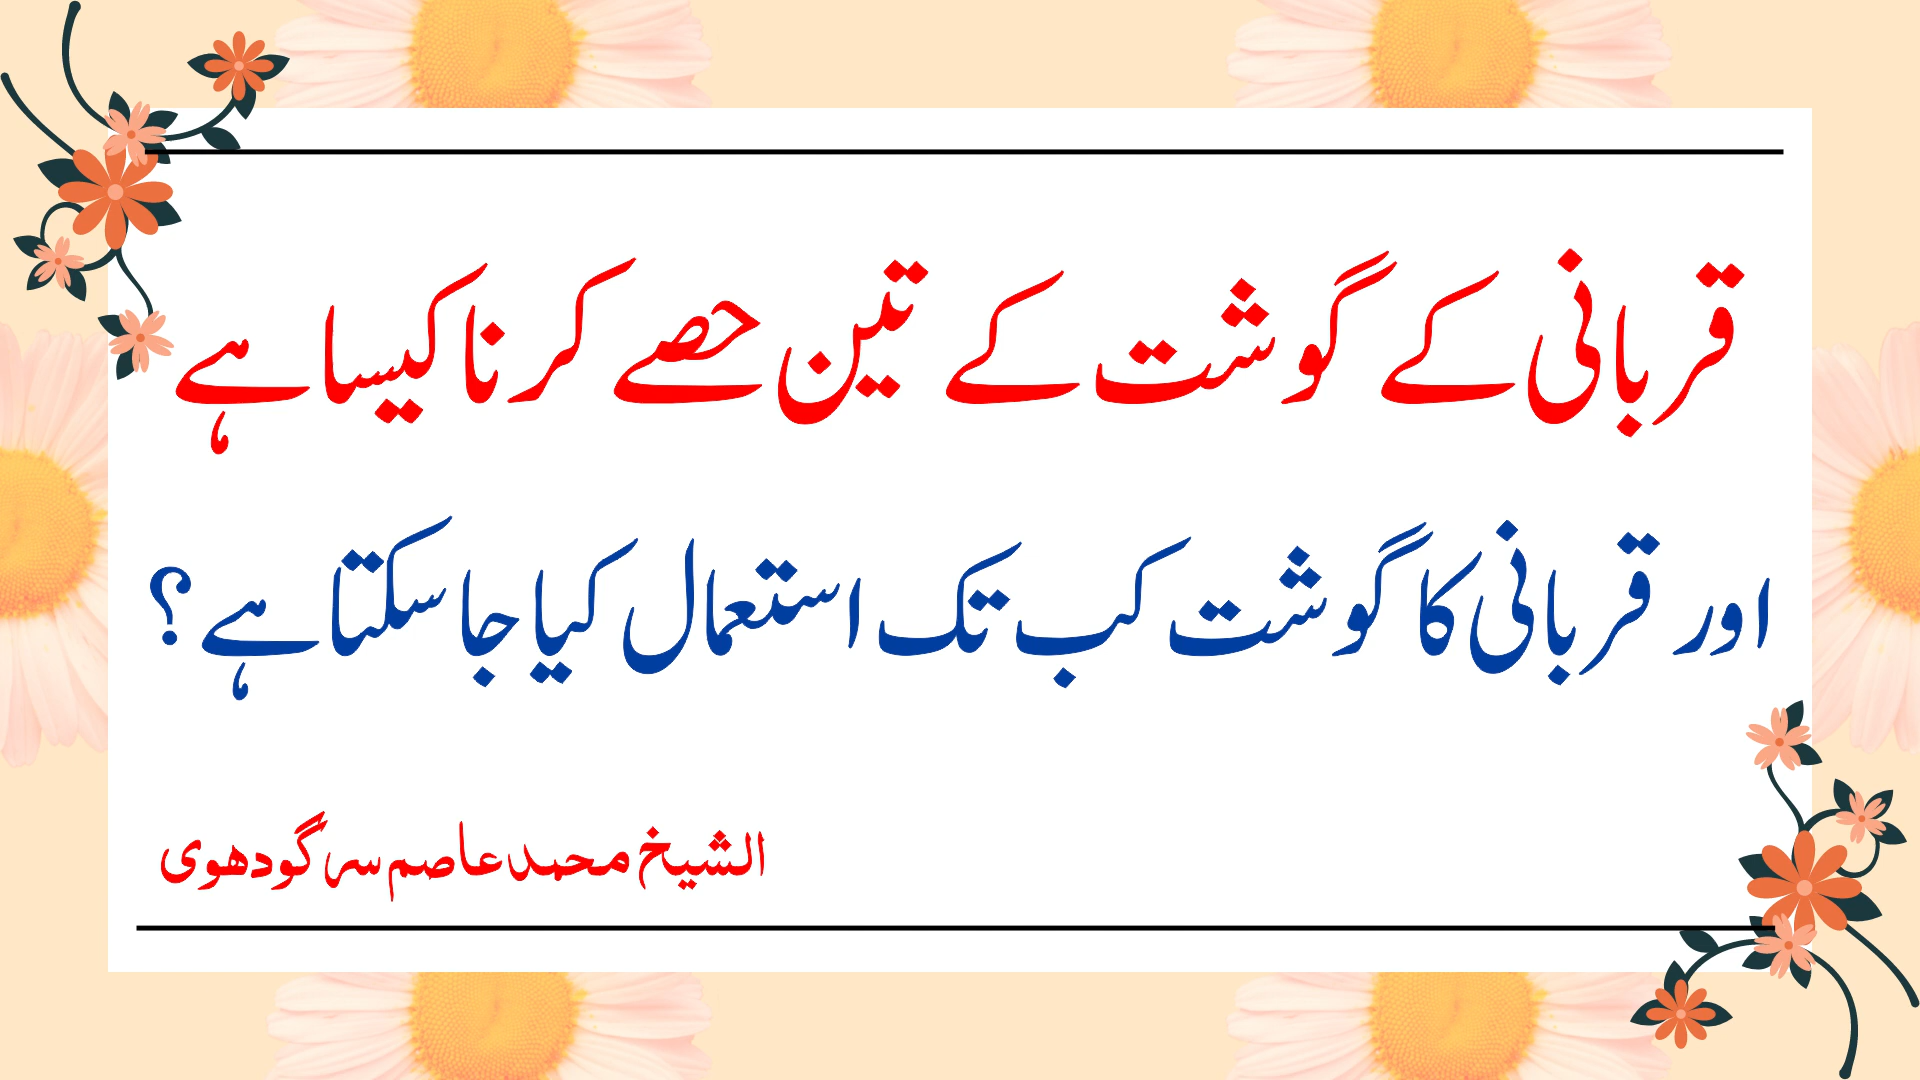 قربانی کے گوشت کے تین حصے کرنا کیسا ہے
اور قربانی کا گوشت کب تک استعمال کیا جا سکتا ہے؟
الشیخ محمد عاصم سرگودھوی